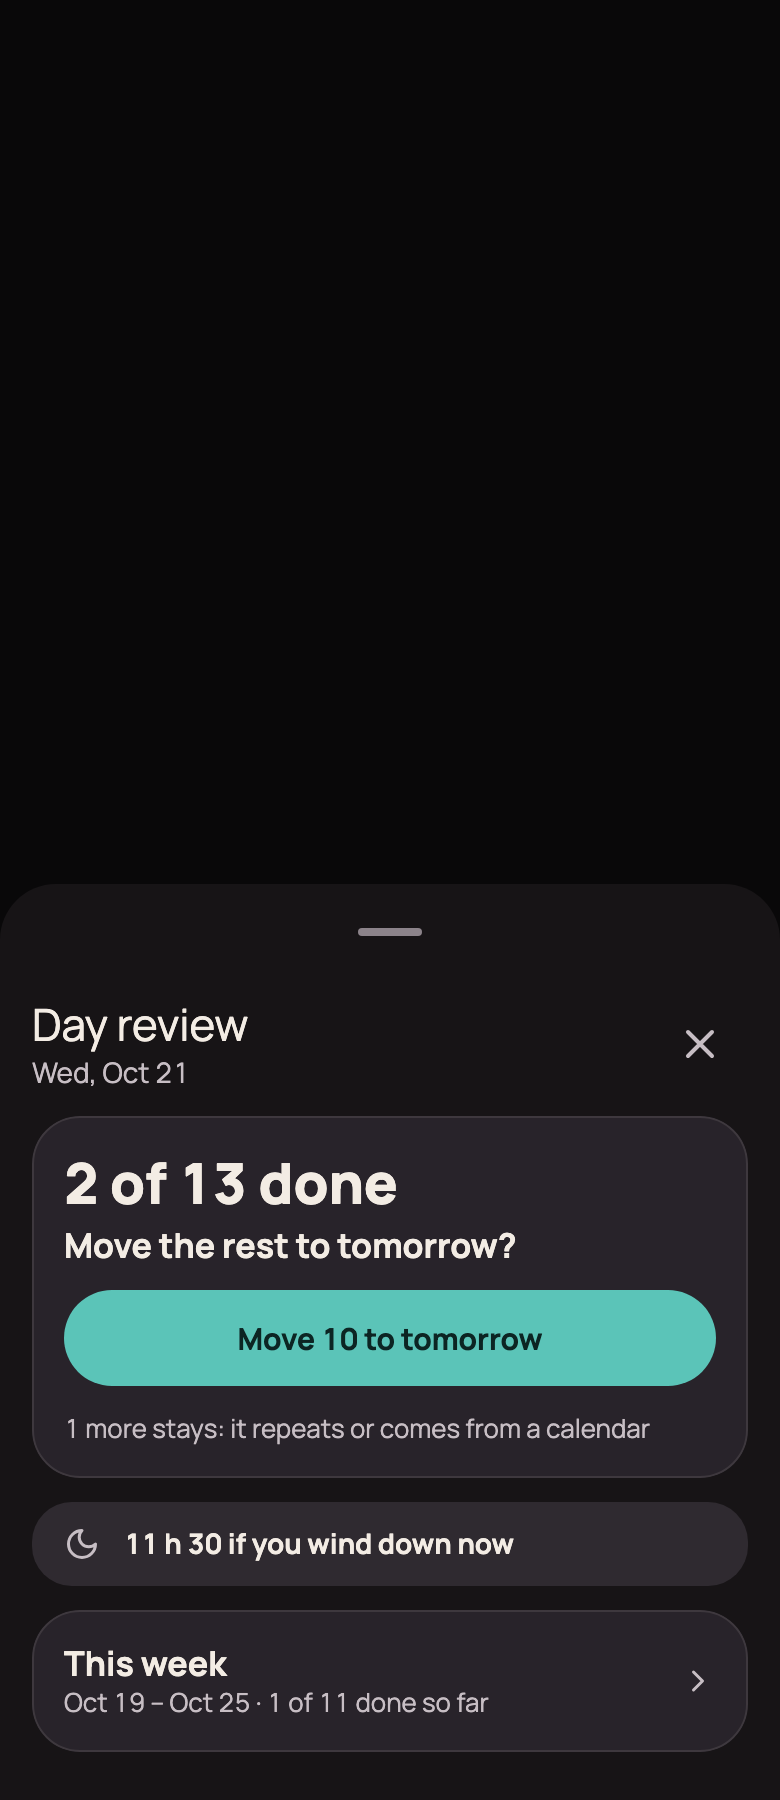 Day review
Wed, Oct 21
2 of 13 done
Move the rest to tomorrow?
Move 10 to tomorrow
1 more stays: it repeats or comes from a calendar
11 h 30 if you wind down now
This week
Oct 19 – Oct 25 · 1 of 11 done so far